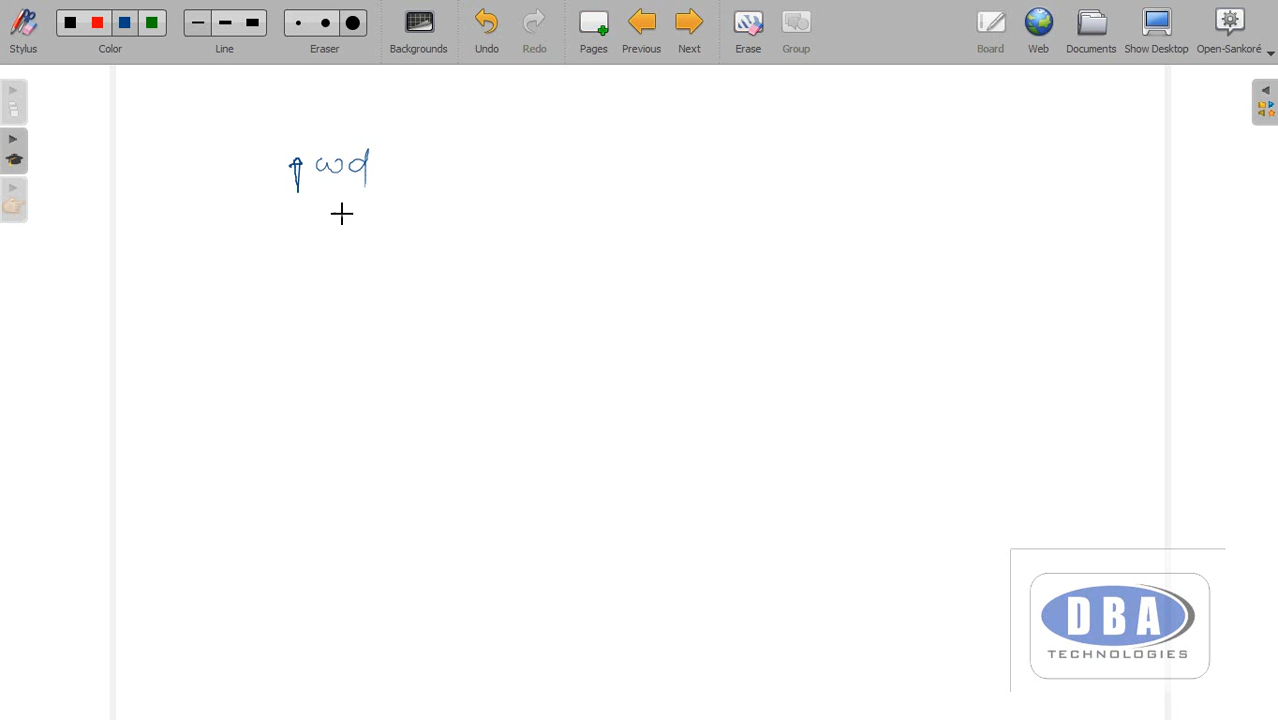 Stylus Color Line Eraser Backgrounds Undo Redo Pages Previous Next Erase Group Board Web Documents Show Desktop Open-Sankoré
pwd
DBA
TECHNOLOGIES